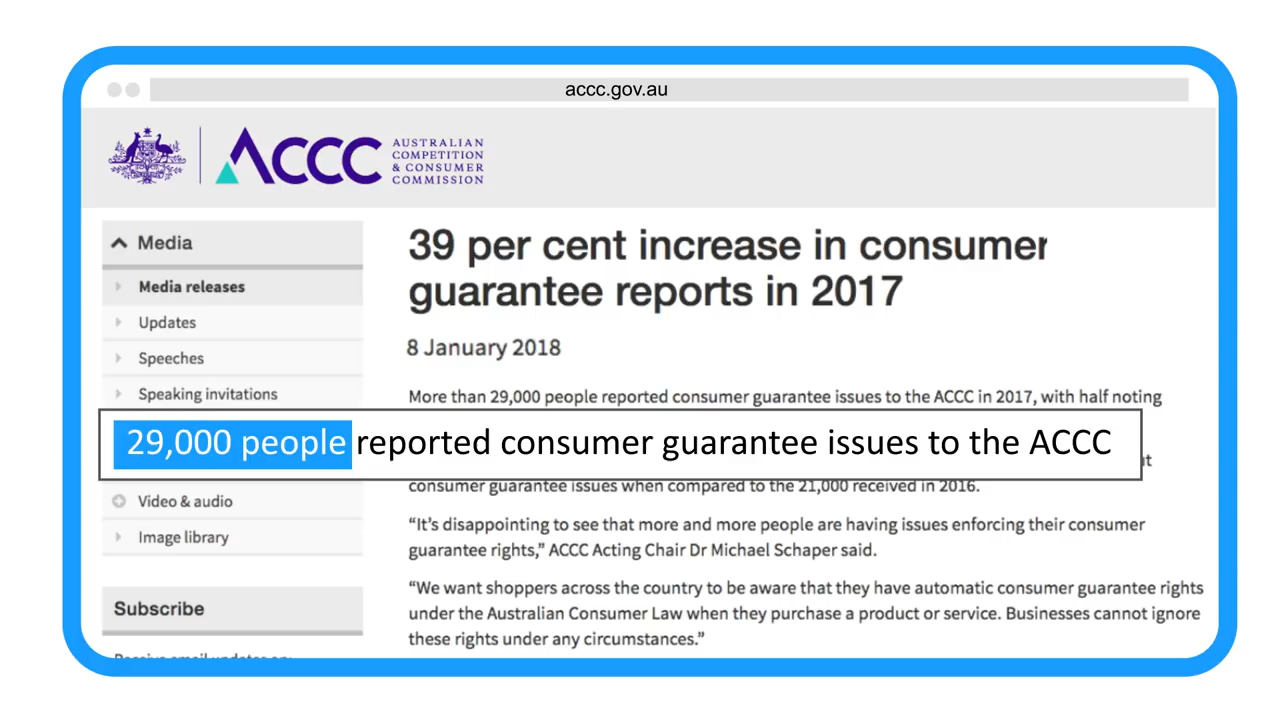 accc.gov.au
ACCC
AUSTRALIAN
COMPETITION
& CONSUMER
COMMISSION
Media
Media releases
Updates
Speeches
Speaking invitations
Video & audio
Image library
Subscribe
39 per cent increase in consumer
guarantee reports in 2017
8 January 2018
More than 29,000 people reported consumer guarantee issues to the ACCC in 2017, with half noting
29,000 people reported consumer guarantee issues to the ACCC
consumer guarantee issues when compared to the 21,000 received in 2016.
“It’s disappointing to see that more and more people are having issues enforcing their consumer
guarantee rights,” ACCC Acting Chair Dr Michael Schaper said.
“We want shoppers across the country to be aware that they have automatic consumer guarantee rights
under the Australian Consumer Law when they purchase a product or service. Businesses cannot ignore
these rights under any circumstances.”